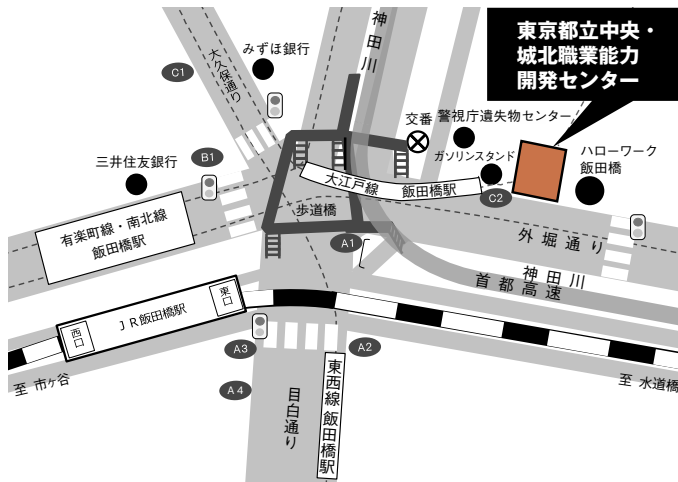 東京都立中央・
城北職業能力
開発センター
神田川
みずほ銀行
大久保通り
C1
交番
警視庁遺失物センター
ガソリンスタンド
ハローワーク
飯田橋
三井住友銀行
B1
大江戸線 飯田橋駅
C2
歩道橋
有楽町線・南北線
飯田橋駅
A1
外堀通り
神田川
首都高速
東口
JR飯田橋駅
西口
A3
A2
A4
至 市ヶ谷
至 水道橋
目白通り
東西線 飯田橋駅